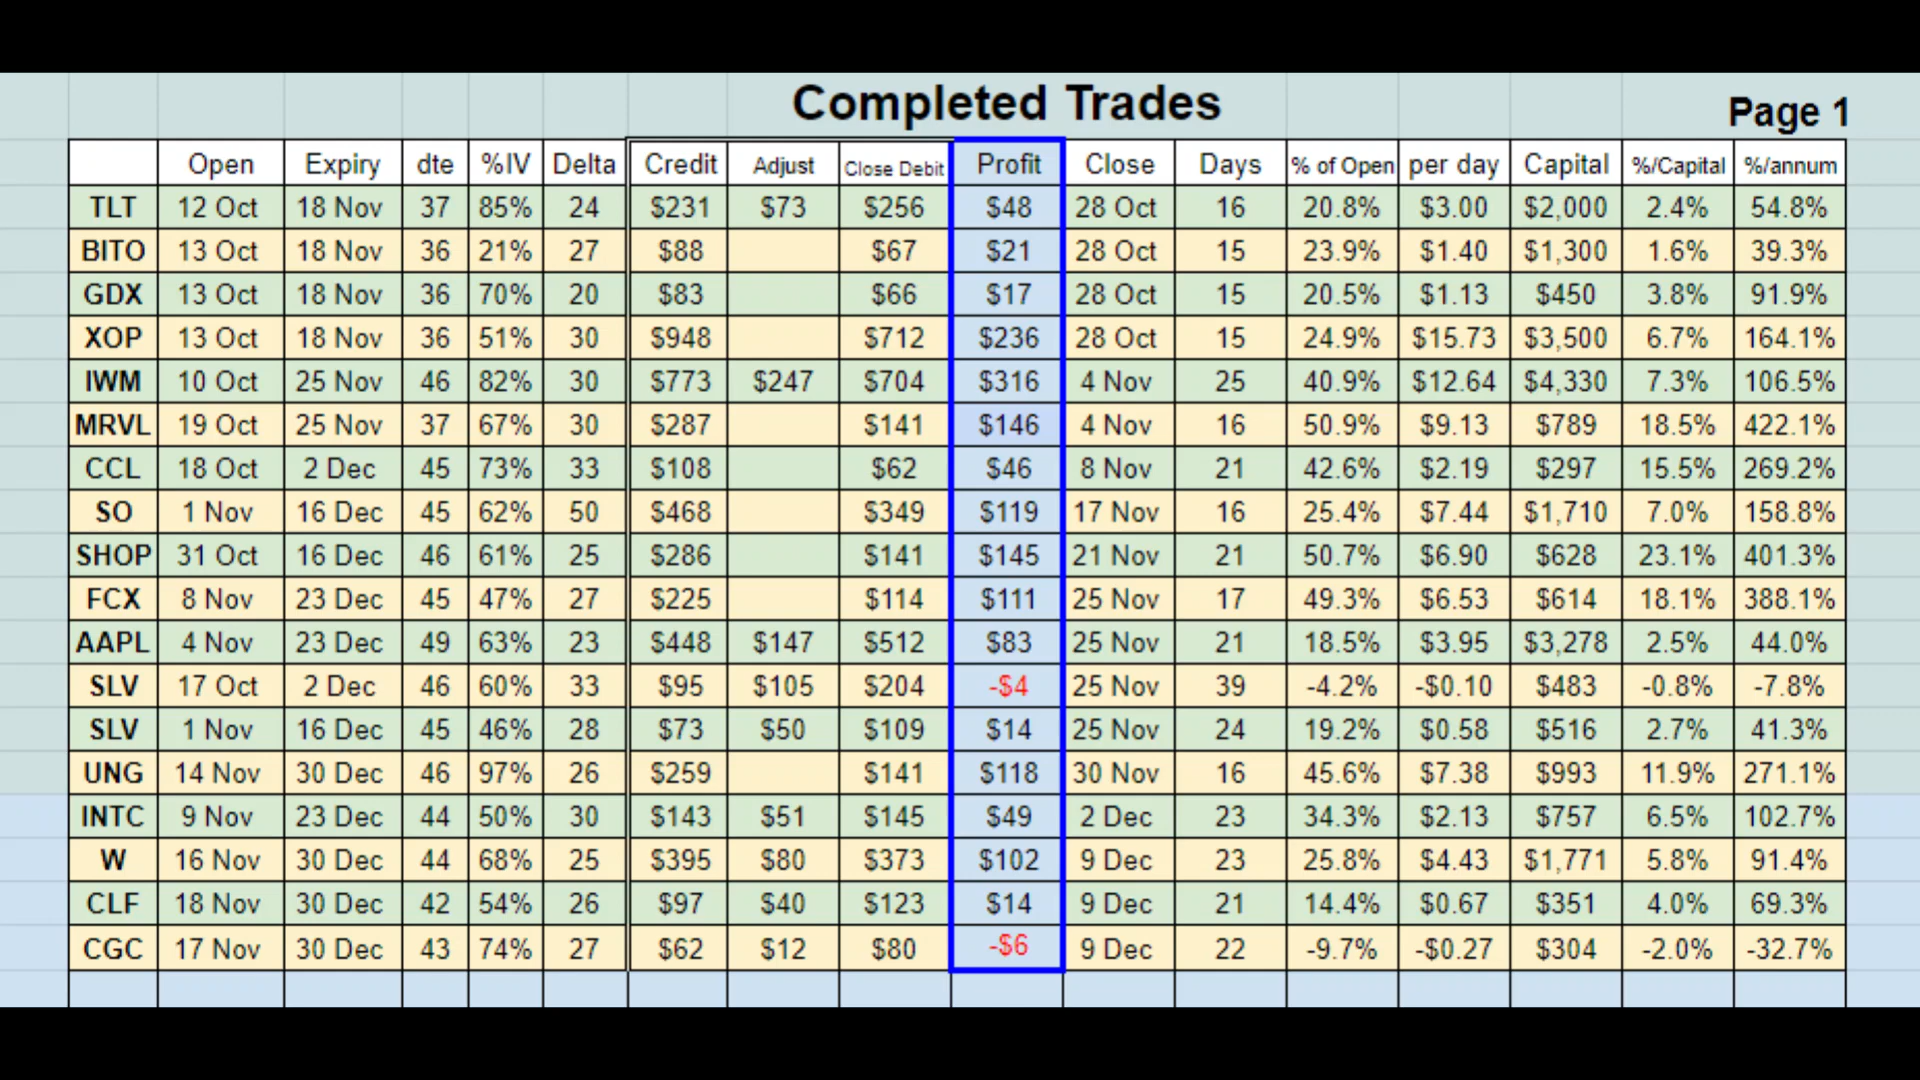 Completed Trades
Page 1
Open Expiry dte %IV Delta Credit Adjust Close Debit Profit Close Days % of Open per day Capital %/Capital %/annum
TLT 12 Oct 18 Nov 37 85% 24 $231 $73 $256 $48 28 Oct 16 20.8% $3.00 $2,000 2.4% 54.8%
BITO 13 Oct 18 Nov 36 21% 27 $88 $67 $21 28 Oct 15 23.9% $1.40 $1,300 1.6% 39.3%
GDX 13 Oct 18 Nov 36 70% 20 $83 $66 $17 28 Oct 15 20.5% $1.13 $450 3.8% 91.9%
XOP 13 Oct 18 Nov 36 51% 30 $948 $712 $236 28 Oct 15 24.9% $15.73 $3,500 6.7% 164.1%
IWM 10 Oct 25 Nov 46 82% 30 $773 $247 $704 $316 4 Nov 25 40.9% $12.64 $4,330 7.3% 106.5%
MRVL 19 Oct 25 Nov 37 67% 30 $287 $141 $146 4 Nov 16 50.9% $9.13 $789 18.5% 422.1%
CCL 18 Oct 2 Dec 45 73% 33 $108 $62 $46 8 Nov 21 42.6% $2.19 $297 15.5% 269.2%
SO 1 Nov 16 Dec 45 62% 50 $468 $349 $119 17 Nov 16 25.4% $7.44 $1,710 7.0% 158.8%
SHOP 31 Oct 16 Dec 46 61% 25 $286 $141 $145 21 Nov 21 50.7% $6.90 $628 23.1% 401.3%
FCX 8 Nov 23 Dec 45 47% 27 $225 $114 $111 25 Nov 17 49.3% $6.53 $614 18.1% 388.1%
AAPL 4 Nov 23 Dec 49 63% 23 $448 $147 $512 $83 25 Nov 21 18.5% $3.95 $3,278 2.5% 44.0%
SLV 17 Oct 2 Dec 46 60% 33 $95 $105 $204 -$4 25 Nov 39 -4.2% -$0.10 $483 -0.8% -7.8%
SLV 1 Nov 16 Dec 45 46% 28 $73 $50 $109 $14 25 Nov 24 19.2% $0.58 $516 2.7% 41.3%
UNG 14 Nov 30 Dec 46 97% 26 $259 $141 $118 30 Nov 16 45.6% $7.38 $993 11.9% 271.1%
INTC 9 Nov 23 Dec 44 50% 30 $143 $51 $145 $49 2 Dec 23 34.3% $2.13 $757 6.5% 102.7%
W 16 Nov 30 Dec 44 68% 25 $395 $80 $373 $102 9 Dec 23 25.8% $4.43 $1,771 5.8% 91.4%
CLF 18 Nov 30 Dec 42 54% 26 $97 $40 $123 $14 9 Dec 21 14.4% $0.67 $351 4.0% 69.3%
CGC 17 Nov 30 Dec 43 74% 27 $62 $12 $80 -$6 9 Dec 22 -9.7% -$0.27 $304 -2.0% -32.7%